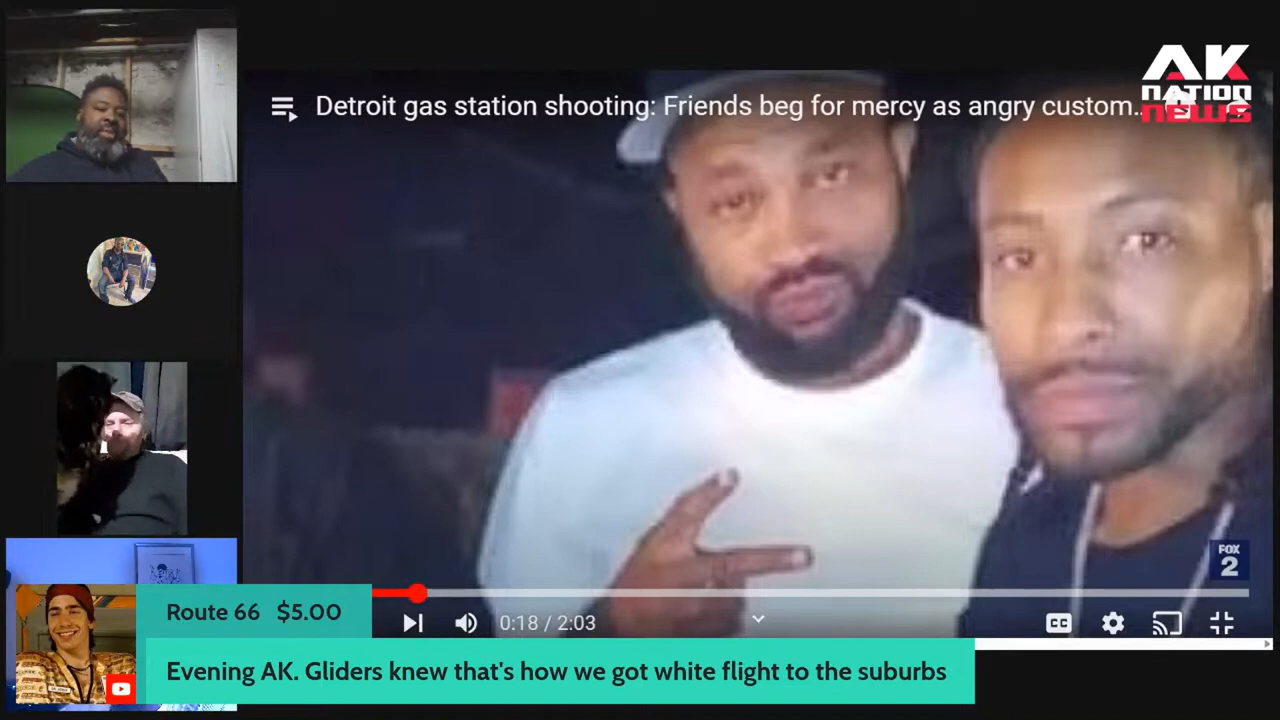 Detroit gas station shooting: Friends beg for mercy as angry custom...
AK
NATION
NEWS
FOX
2
0:18 / 2:03
CC
Route 66 $5.00
Evening AK. Gliders knew that's how we got white flight to the suburbs